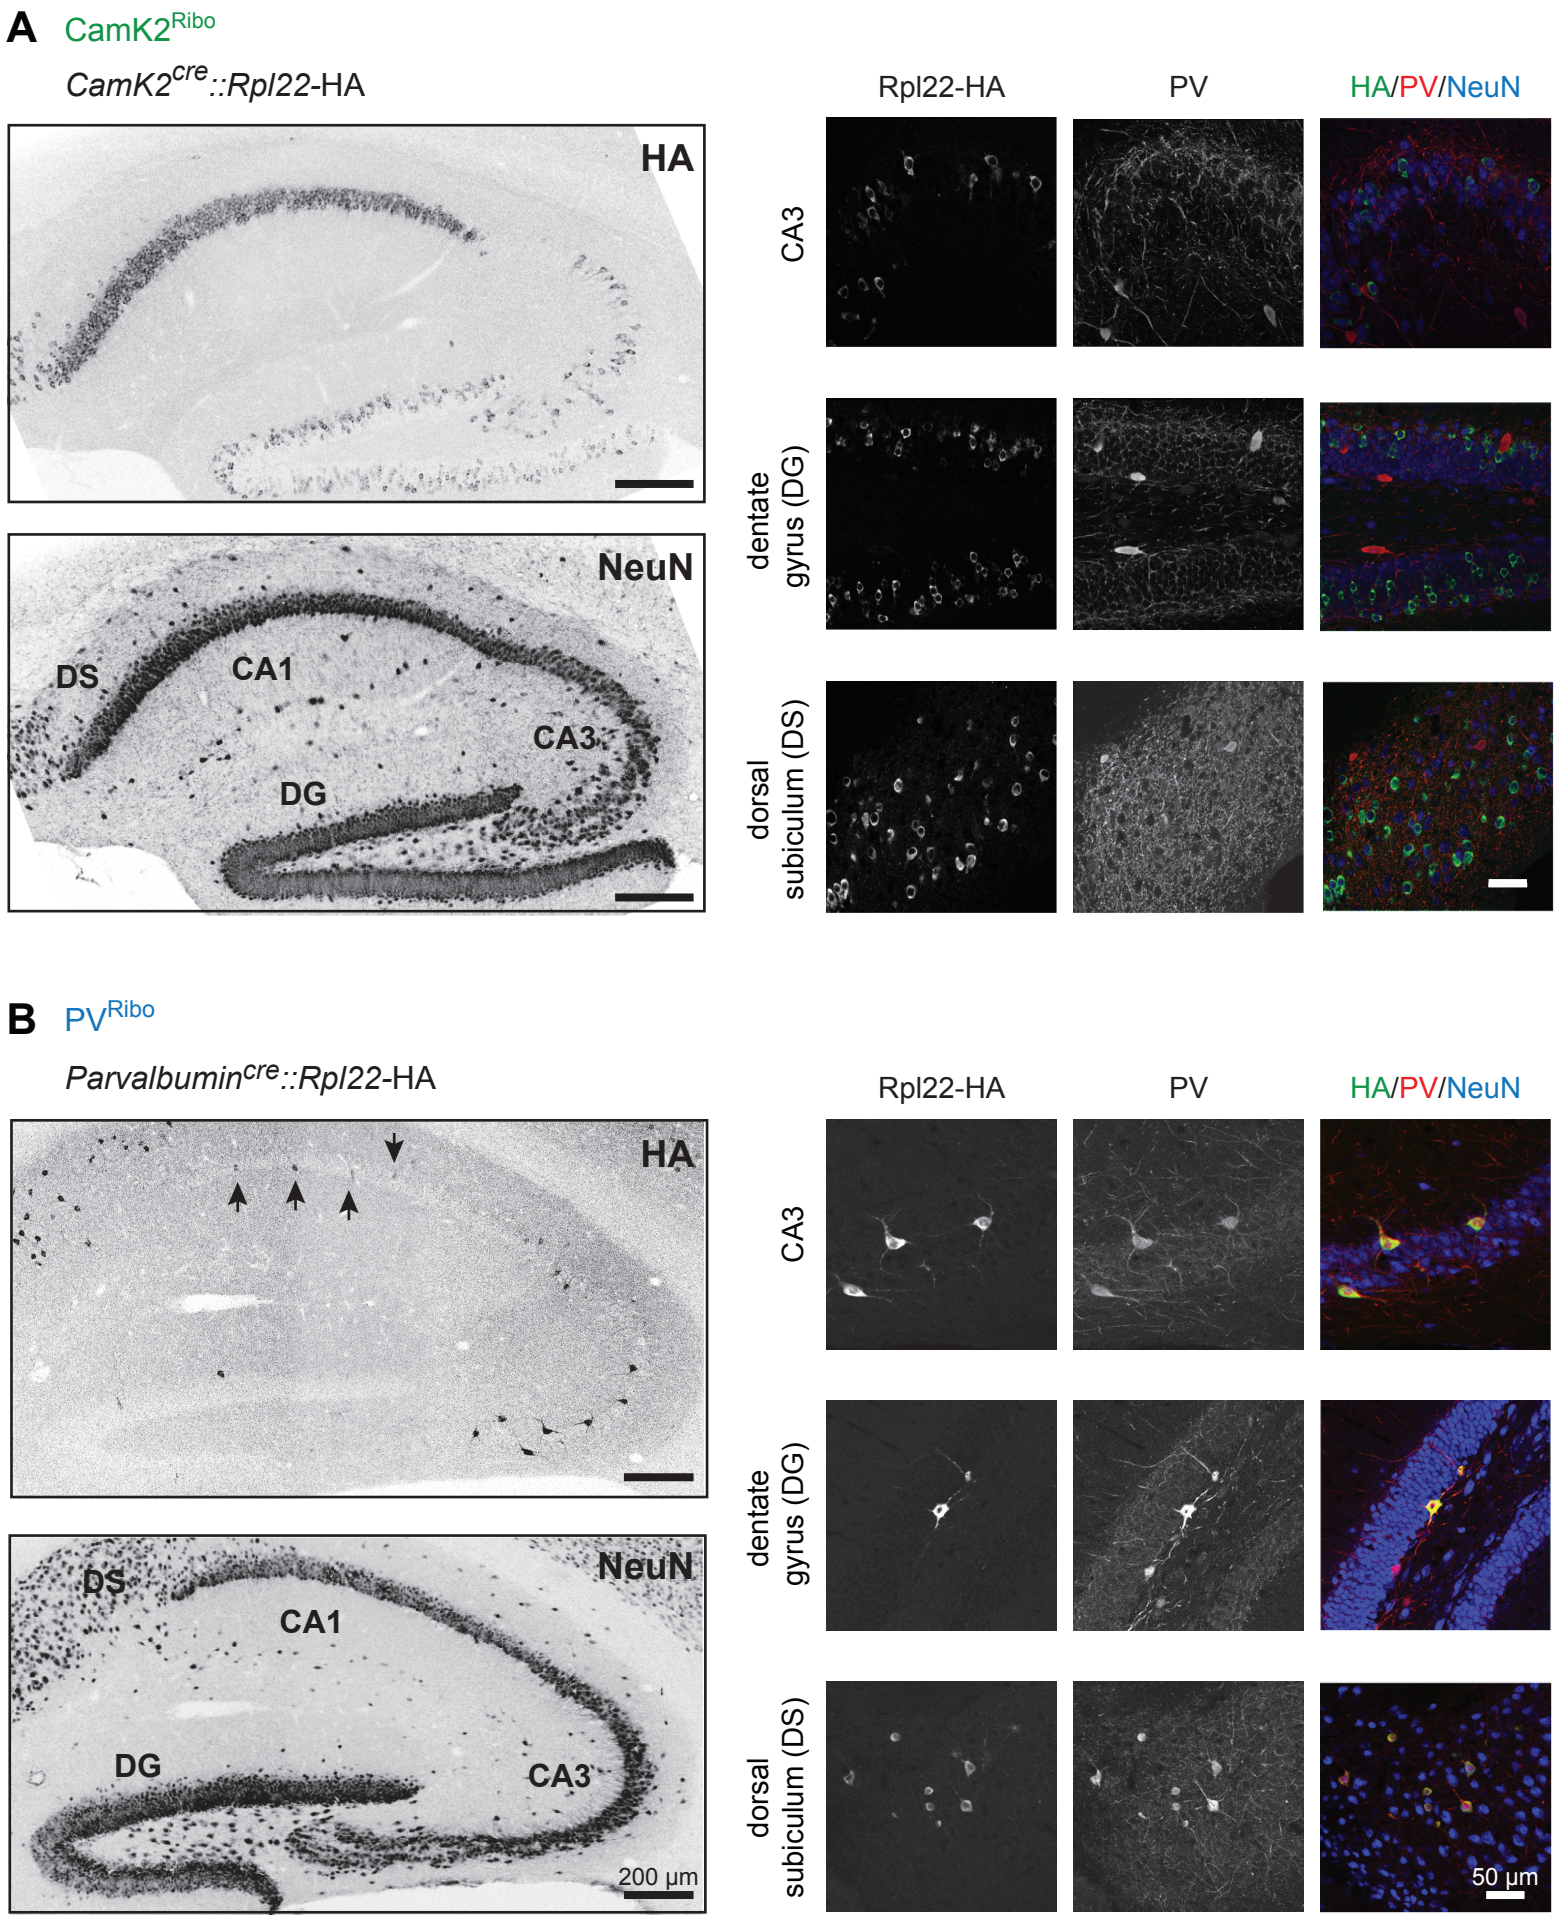 A CamK2Ribo
CamK2cre::Rpl22-HA
Rpl22-HA PV HA/PV/NeuN
HA
CA3
dentate
gyrus (DG)
NeuN
DS
CA1
CA3
DG
dorsal
subiculum (DS)
B PVRibo
Parvalbumincre::Rpl22-HA
Rpl22-HA PV HA/PV/NeuN
HA
CA3
dentate
gyrus (DG)
NeuN
DS
CA1
DG
CA3
200 µm
dorsal
subiculum (DS)
50 µm